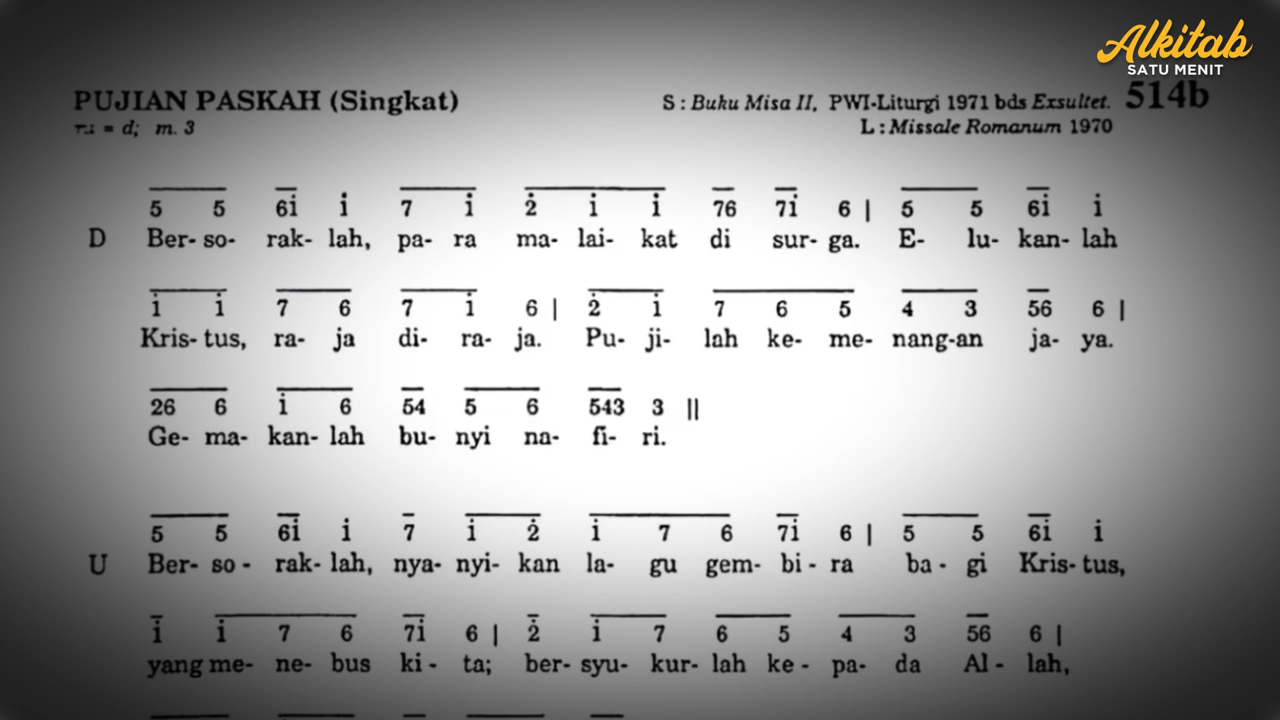 Alkitab
SATU MENIT
PUJIAN PASKAH (Singkat)
S : Buku Misa II, PWI-Liturgi 1971 bds Exsultet. 514b
= d; m. 3
L : Missale Romanum 1970
5 5 6i̇ i̇ 7 i̇ 2̇ i̇ i̇ 76 7i̇ 6 | 5 5 6i̇ i̇
D Ber- so- rak- lah, pa- ra ma- lai- kat di sur- ga. E- lu- kan- lah
i̇ i̇ 7 6 7 i̇ 6 | 2̇ i̇ 7 6 5 4 3 56 6 |
Kris- tus, ra- ja di- ra- ja. Pu- ji- lah ke- me- nang-an ja- ya.
26 6 i̇ 6 54 5 6 543 3 ||
Ge- ma- kan- lah bu- nyi na- fi- ri.
5 5 6i̇ i̇ 7 i̇ 2̇ i̇ 7 6 7i̇ 6 | 5 5 6i̇ i̇
U Ber- so - rak- lah, nya- nyi- kan la- gu gem- bi - ra ba - gi Kris- tus,
i̇ i̇ 7 6 7i̇ 6 | 2̇ i̇ 7 6 5 4 3 56 6 |
yang me- ne- bus ki - ta; ber- syu- kur- lah ke - pa- da Al - lah,